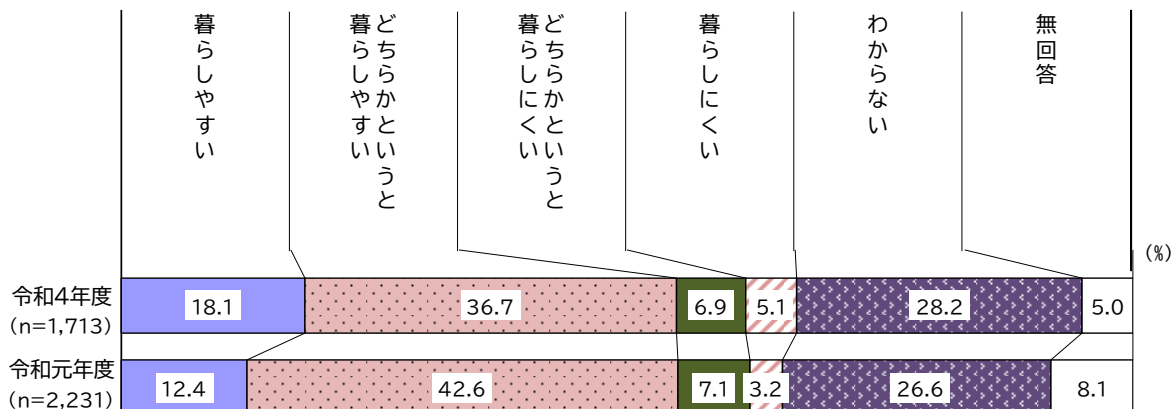 暮らしやすい
どちらかというと
暮らしやすい
どちらかというと
暮らしにくい
暮らしにくい
わからない
無回答
(%)
令和4年度
(n=1,713)
18.1
36.7
6.9
5.1
28.2
5.0
令和元年度
(n=2,231)
12.4
42.6
7.1
3.2
26.6
8.1